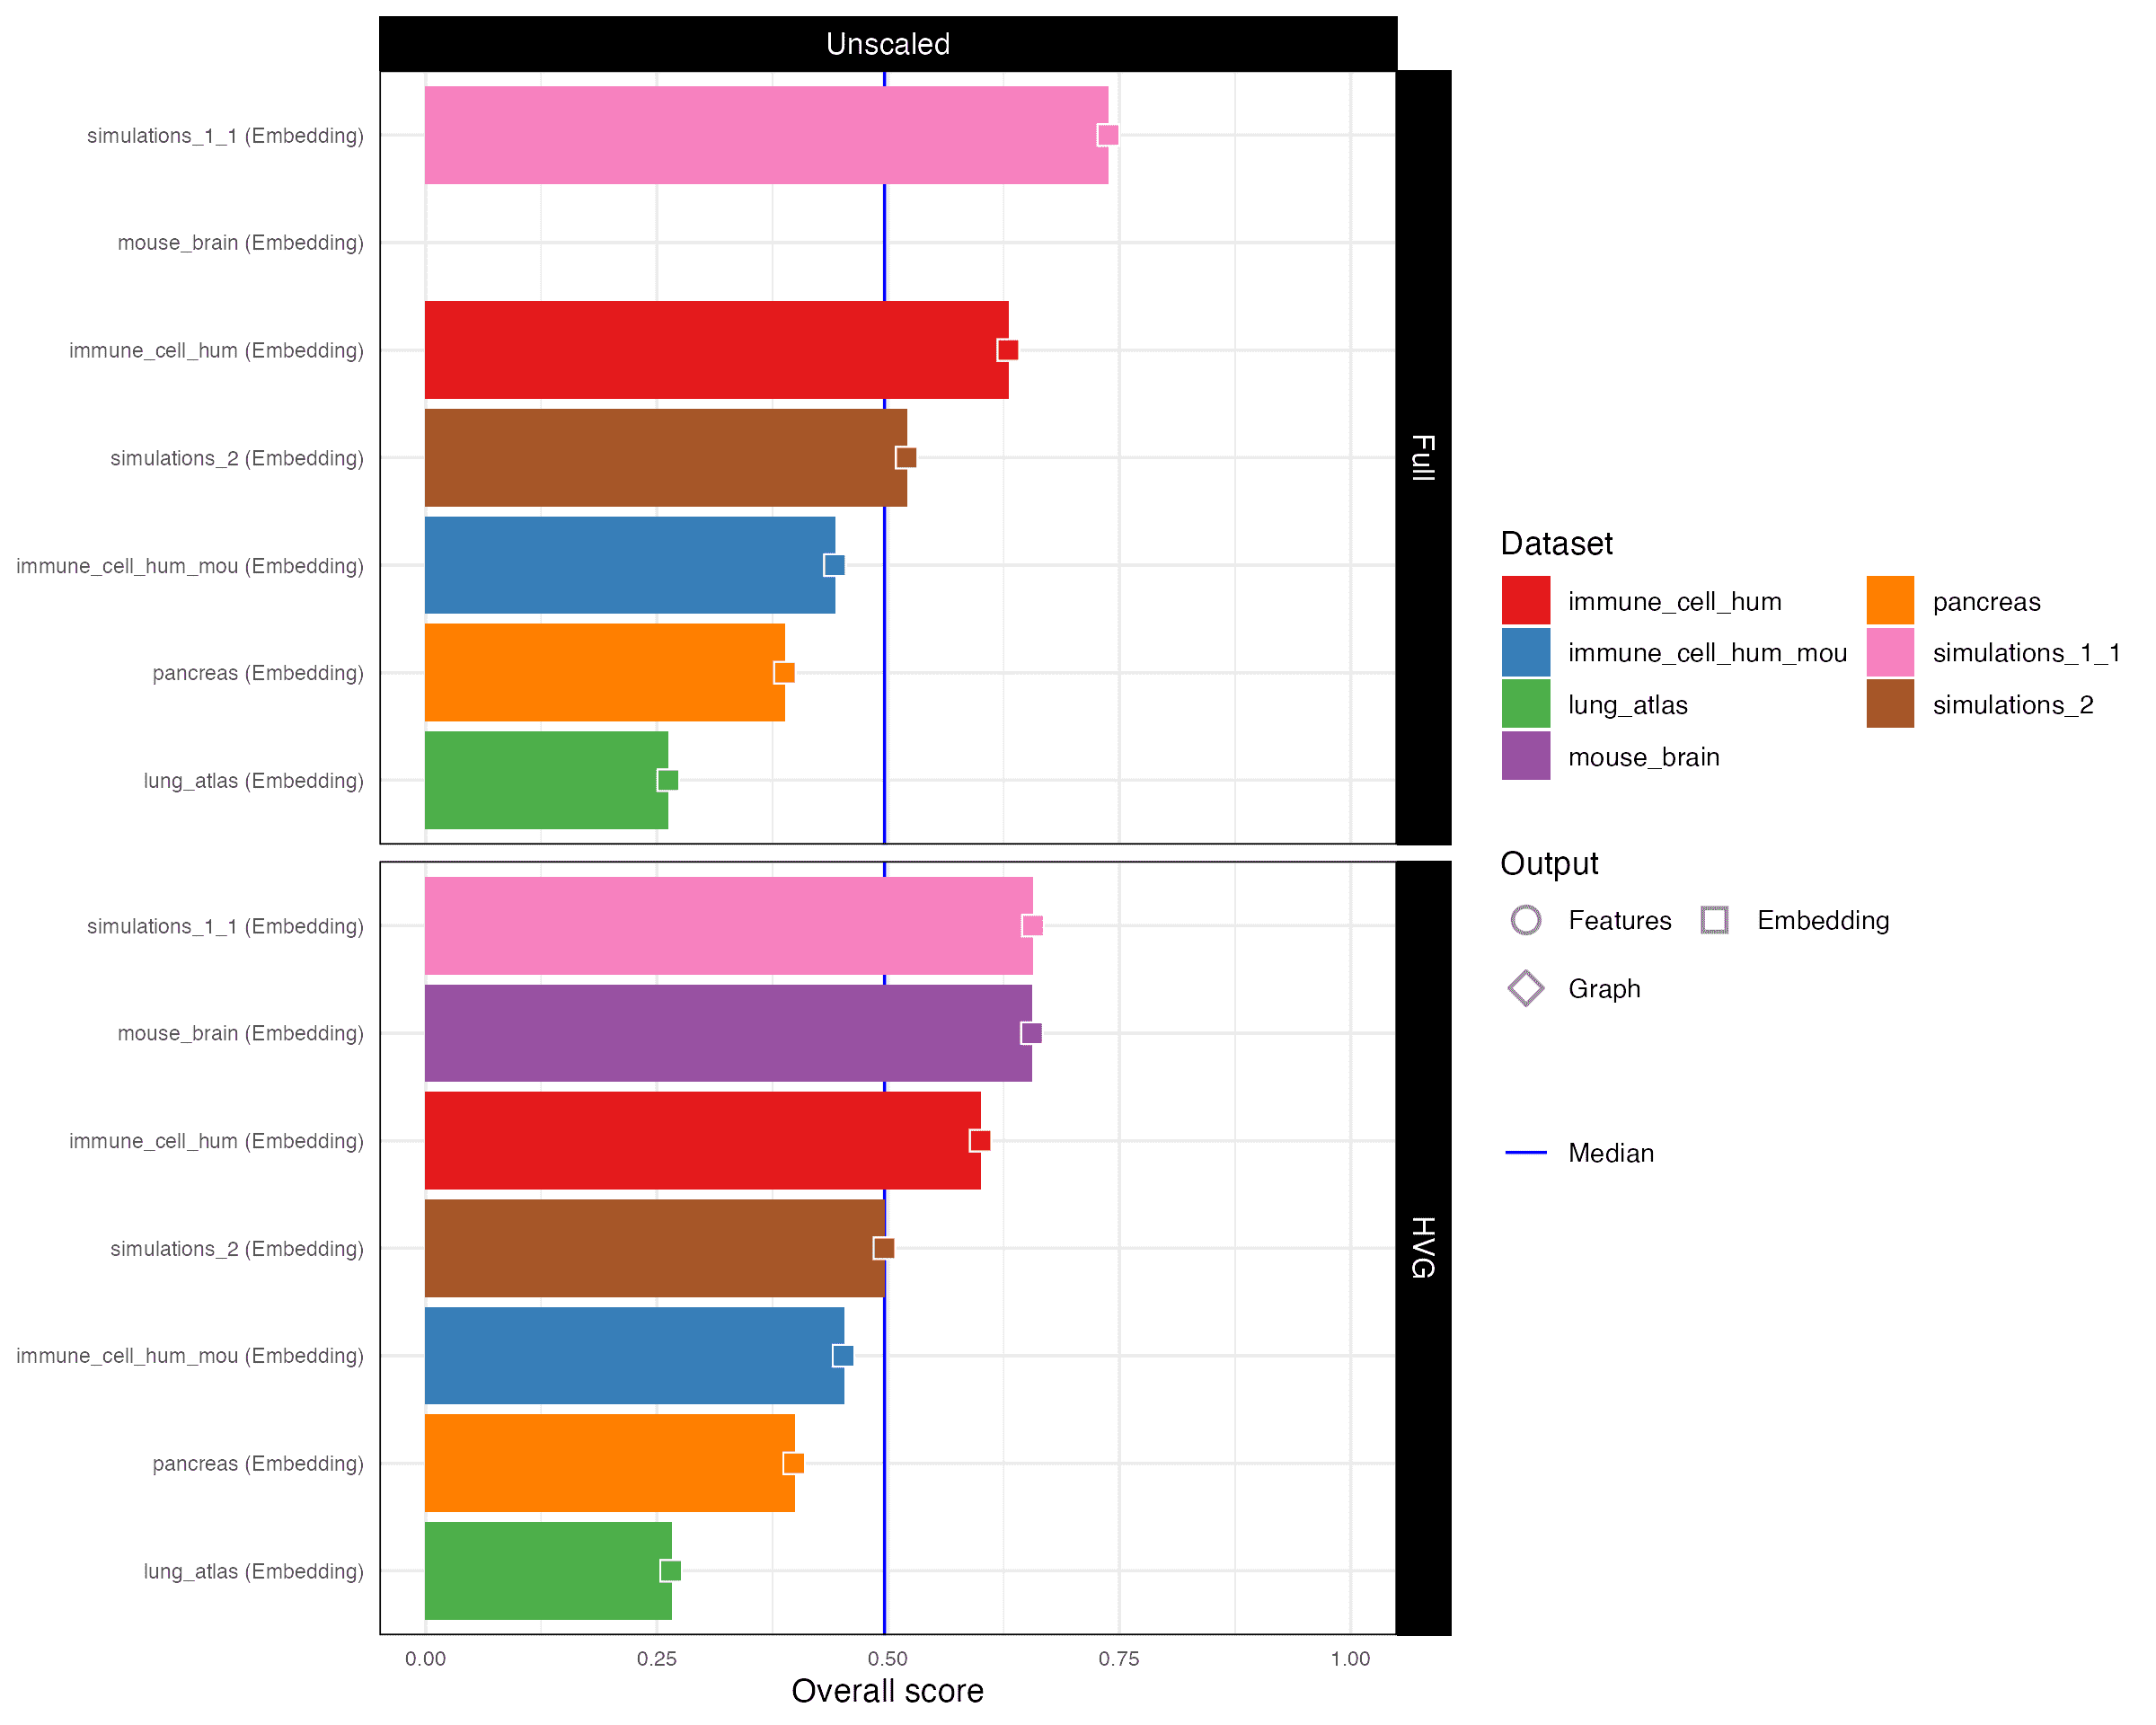 Unscaled
simulations_1_1 (Embedding)
mouse_brain (Embedding)
immune_cell_hum (Embedding)
simulations_2 (Embedding)
immune_cell_hum_mou (Embedding)
pancreas (Embedding)
lung_atlas (Embedding)
Full
simulations_1_1 (Embedding)
mouse_brain (Embedding)
immune_cell_hum (Embedding)
simulations_2 (Embedding)
immune_cell_hum_mou (Embedding)
pancreas (Embedding)
lung_atlas (Embedding)
HVG
0.00 0.25 0.50 0.75 1.00
Overall score
Dataset
immune_cell_hum pancreas
immune_cell_hum_mou simulations_1_1
lung_atlas simulations_2
mouse_brain
Output
Features Embedding
Graph
Median